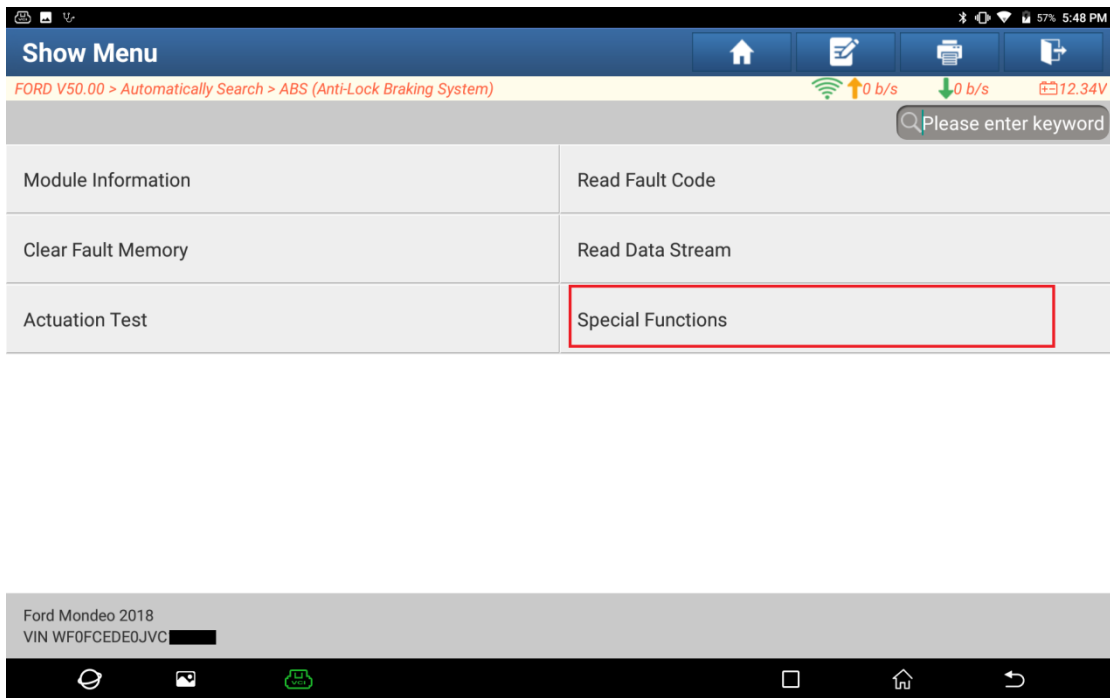 57% 5:48 PM
Show Menu
FORD V50.00 > Automatically Search > ABS (Anti-Lock Braking System)
0 b/s
0 b/s
12.34V
Please enter keyword
Module Information
Read Fault Code
Clear Fault Memory
Read Data Stream
Actuation Test
Special Functions
Ford Mondeo 2018
VIN WF0FCEDE0JVC
VCI